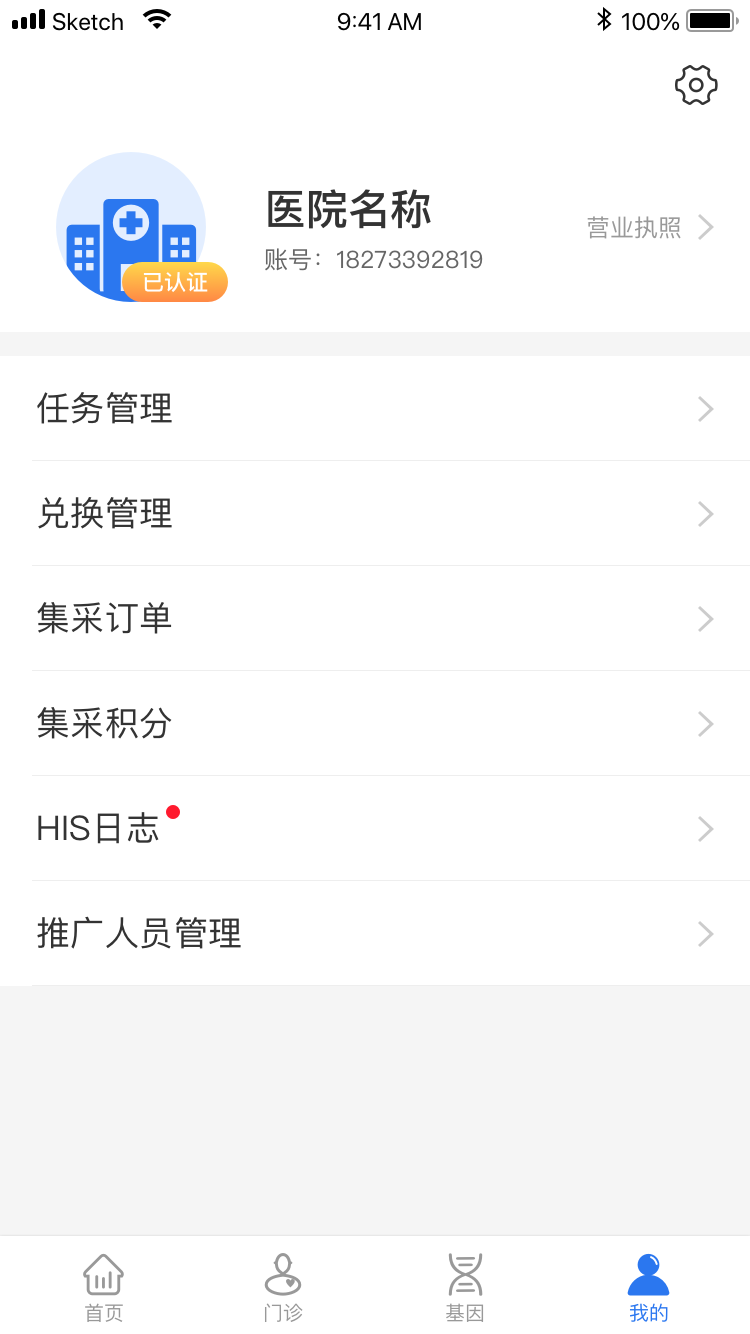 Sketch 9:41 AM 100%
医院名称
营业执照
账号：18273392819
已认证
任务管理
兑换管理
集采订单
集采积分
HIS日志
推广人员管理
首页 门诊 基因 我的